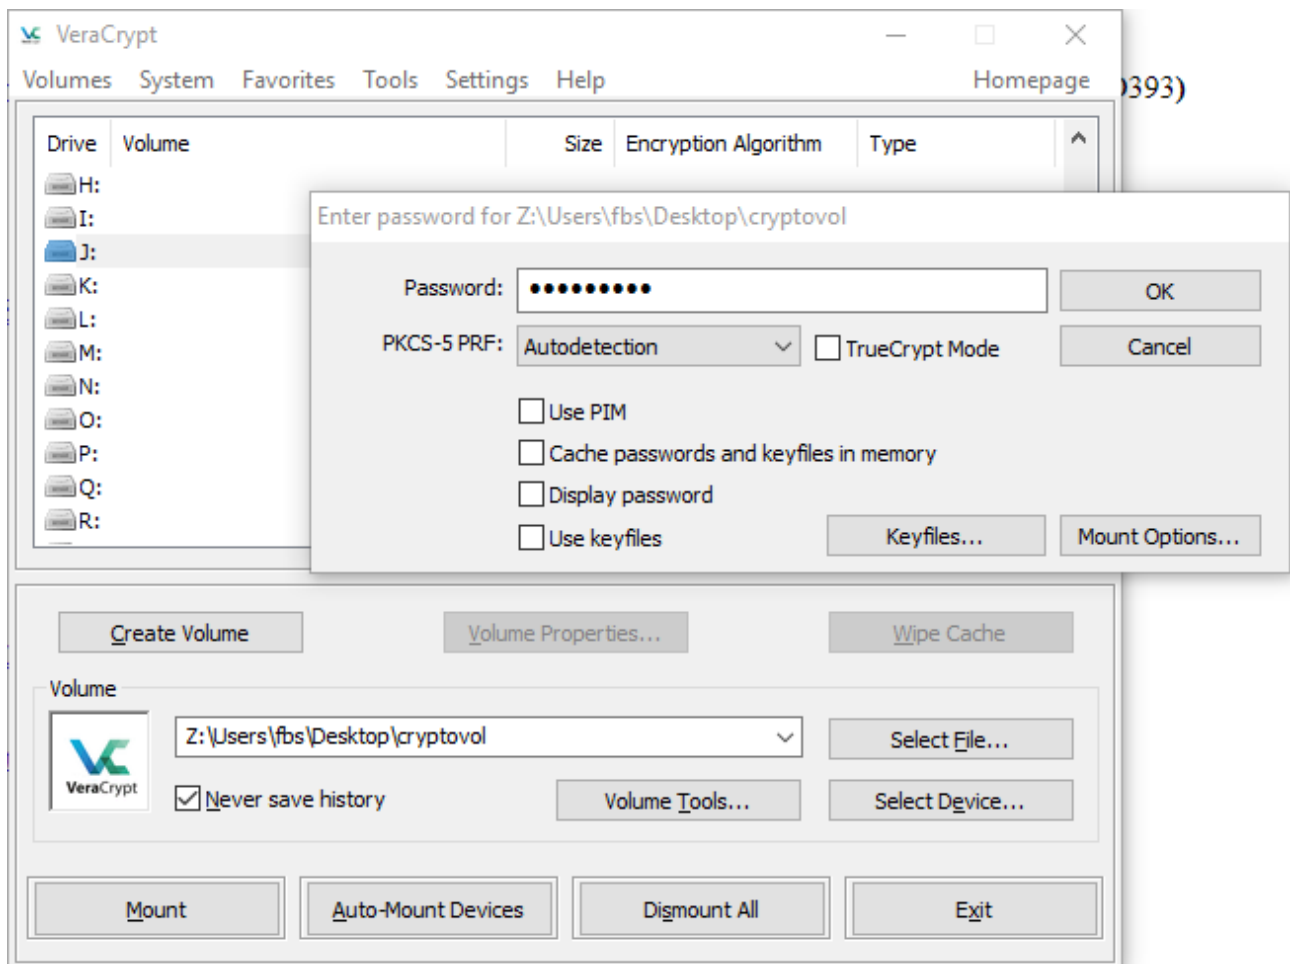 VeraCrypt
Volumes System Favorites Tools Settings Help Homepage
0393)
Drive Volume Size Encryption Algorithm Type
H:
I:
J:
K:
L:
M:
N:
O:
P:
Q:
R:
Enter password for Z:\Users\fbs\Desktop\cryptovol
Password: ●●●●●●●●● OK
PKCS-5 PRF: Autodetection TrueCrypt Mode Cancel
Use PIM
Cache passwords and keyfiles in memory
Display password
Use keyfiles Keyfiles... Mount Options...
Create Volume Volume Properties... Wipe Cache
Volume
Z:\Users\fbs\Desktop\cryptovol Select File...
VeraCrypt
Never save history Volume Tools... Select Device...
Mount Auto-Mount Devices Dismount All Exit